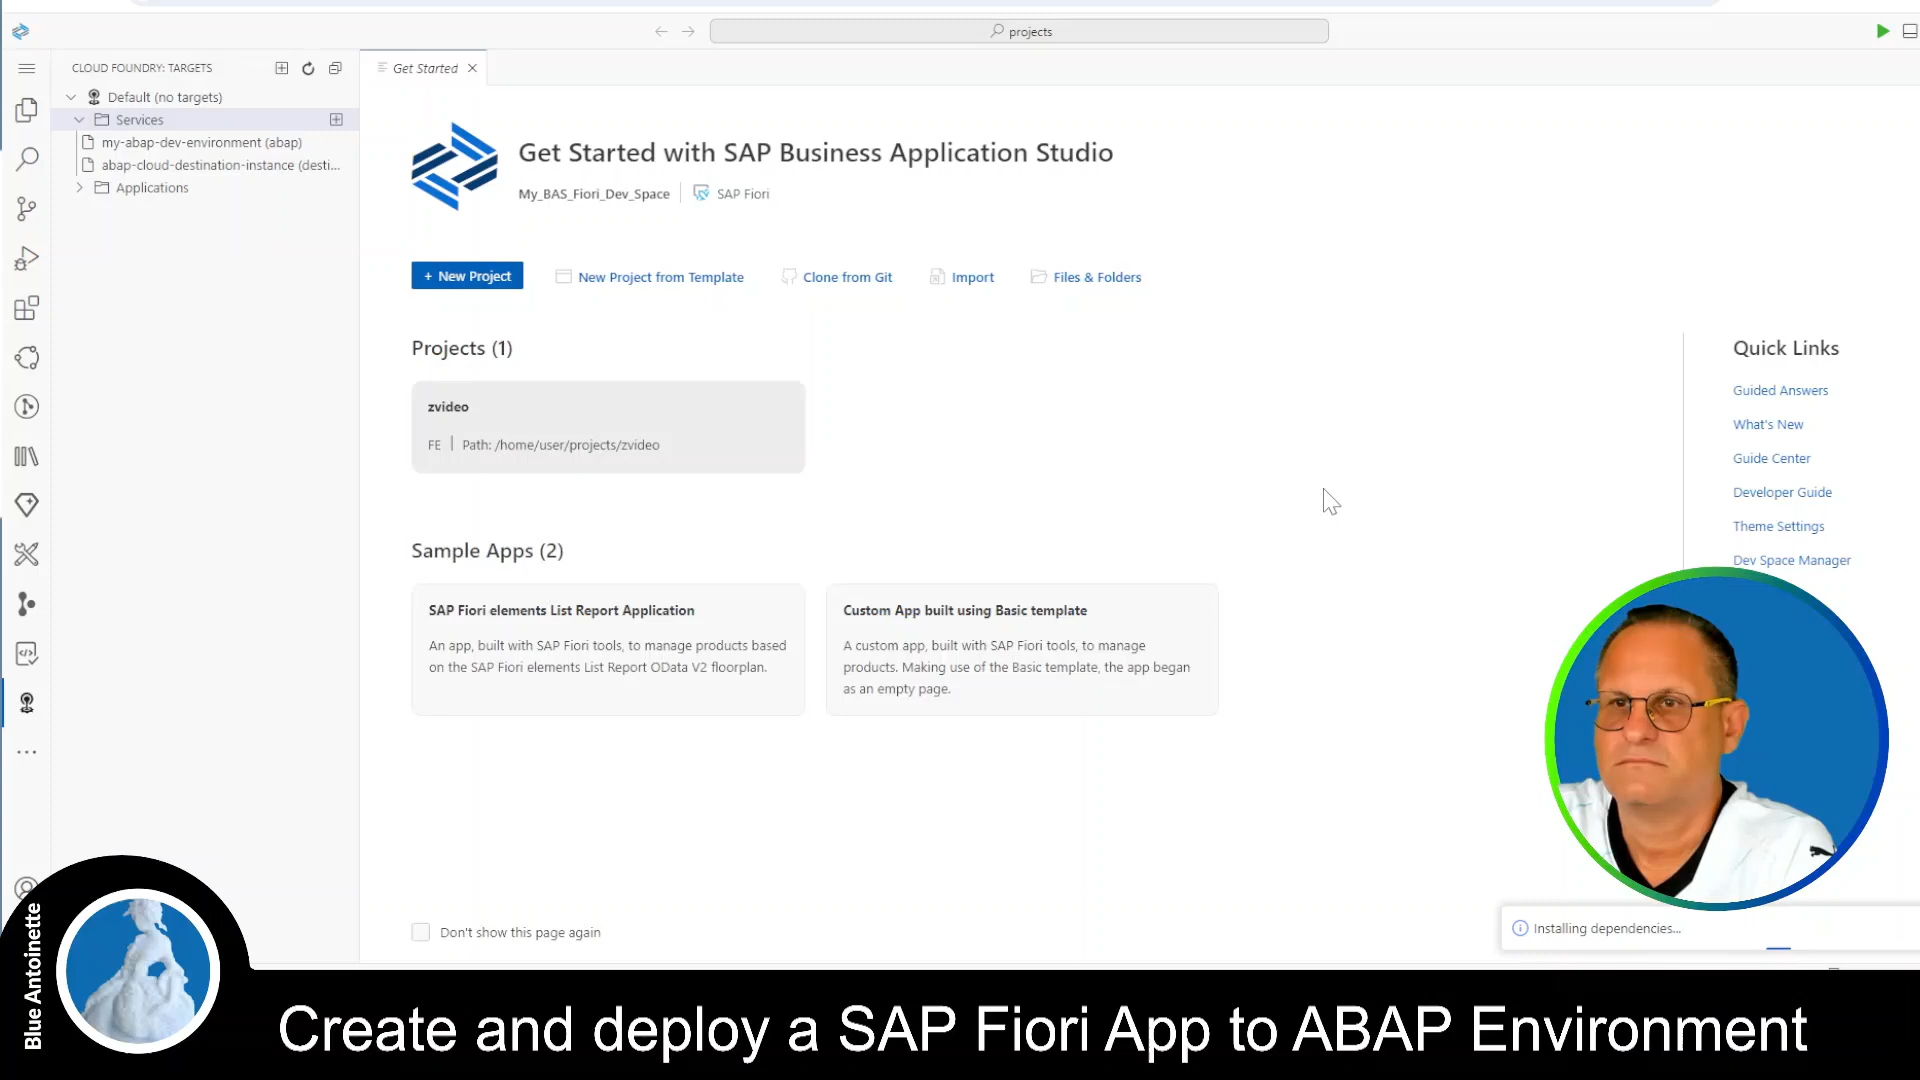 projects
CLOUD FOUNDRY: TARGETS
Default (no targets)
Services
my-abap-dev-environment (abap)
abap-cloud-destination-instance (desti...
Applications
Get Started
Get Started with SAP Business Application Studio
My_BAS_Fiori_Dev_Space
SAP Fiori
+ New Project
New Project from Template
Clone from Git
Import
Files & Folders
Projects (1)
zvideo
FE | Path: /home/user/projects/zvideo
Sample Apps (2)
SAP Fiori elements List Report Application
An app, built with SAP Fiori tools, to manage products based
on the SAP Fiori elements List Report OData V2 floorplan.
Custom App built using Basic template
A custom app, built with SAP Fiori tools, to manage
products. Making use of the Basic template, the app began
as an empty page.
Quick Links
Guided Answers
What's New
Guide Center
Developer Guide
Theme Settings
Dev Space Manager
Don't show this page again
Installing dependencies...
Blue Antoinette
Create and deploy a SAP Fiori App to ABAP Environment